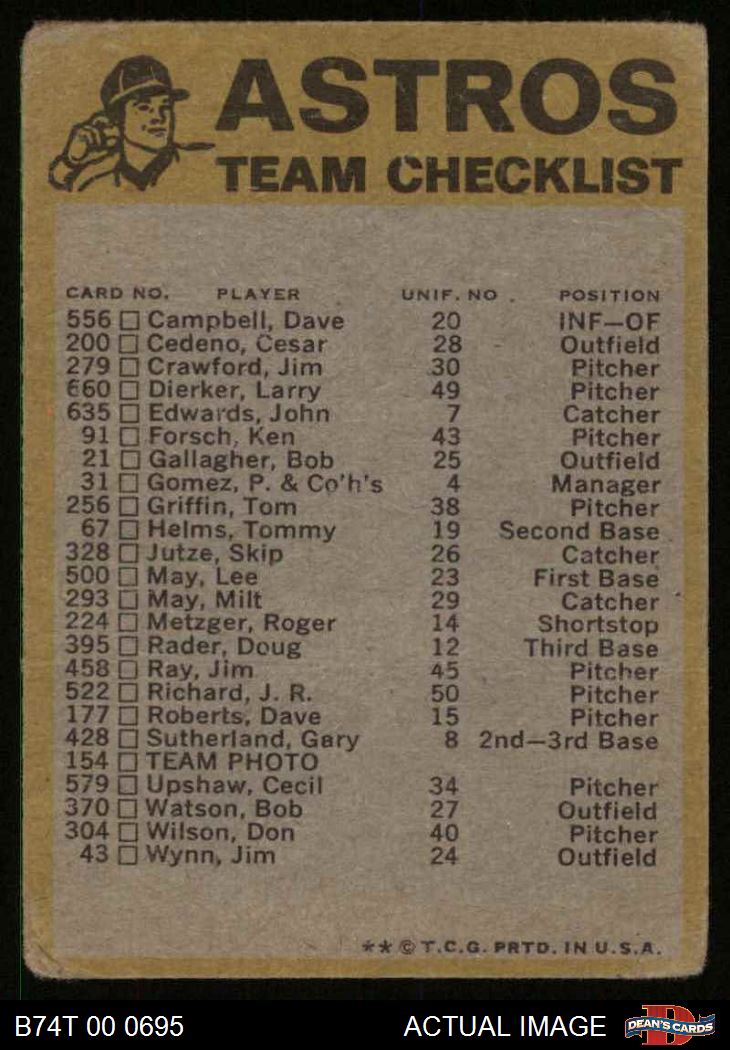 ASTROS
TEAM CHECKLIST
CARD NO. PLAYER UNIF. NO. POSITION
556 □ Campbell, Dave 20 INF—OF
200 □ Cedeno, Cesar 28 Outfield
279 □ Crawford, Jim 30 Pitcher
660 □ Dierker, Larry 49 Pitcher
635 □ Edwards, John 7 Catcher
91 □ Forsch, Ken 43 Pitcher
21 □ Gallagher, Bob 25 Outfield
31 □ Gomez, P. & Co'h's 4 Manager
256 □ Griffin, Tom 38 Pitcher
67 □ Helms, Tommy 19 Second Base
328 □ Jutze, Skip 26 Catcher
500 □ May, Lee 23 First Base
293 □ May, Milt 29 Catcher
224 □ Metzger, Roger 14 Shortstop
395 □ Rader, Doug 12 Third Base
458 □ Ray, Jim 45 Pitcher
522 □ Richard, J. R. 50 Pitcher
177 □ Roberts, Dave 15 Pitcher
428 □ Sutherland, Gary 8 2nd—3rd Base
154 □ TEAM PHOTO
579 □ Upshaw, Cecil 34 Pitcher
370 □ Watson, Bob 27 Outfield
304 □ Wilson, Don 40 Pitcher
43 □ Wynn, Jim 24 Outfield
** © T.C.G. PRTD. IN U.S.A.
B74T 00 0695 ACTUAL IMAGE
D
DEAN'S CARDS